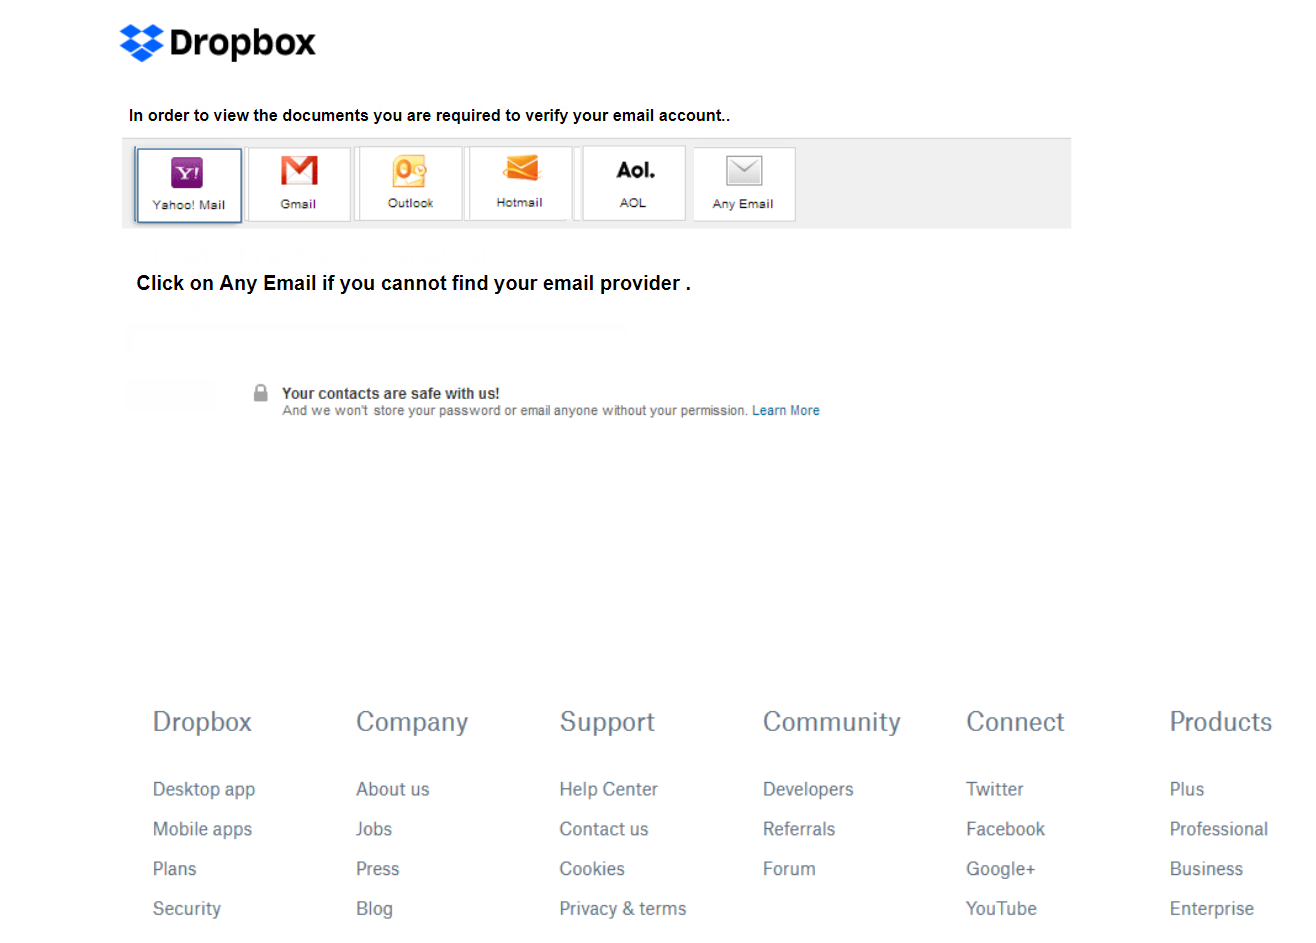 Dropbox
In order to view the documents you are required to verify your email account..
Y!
Yahoo! Mail
Gmail
O
Outlook
Hotmail
Aol.
AOL
Any Email
Click on Any Email if you cannot find your email provider .
Your contacts are safe with us!
And we won't store your password or email anyone without your permission. Learn More
Dropbox Company Support Community Connect Products
Desktop app About us Help Center Developers Twitter Plus
Mobile apps Jobs Contact us Referrals Facebook Professional
Plans Press Cookies Forum Google+ Business
Security Blog Privacy & terms YouTube Enterprise